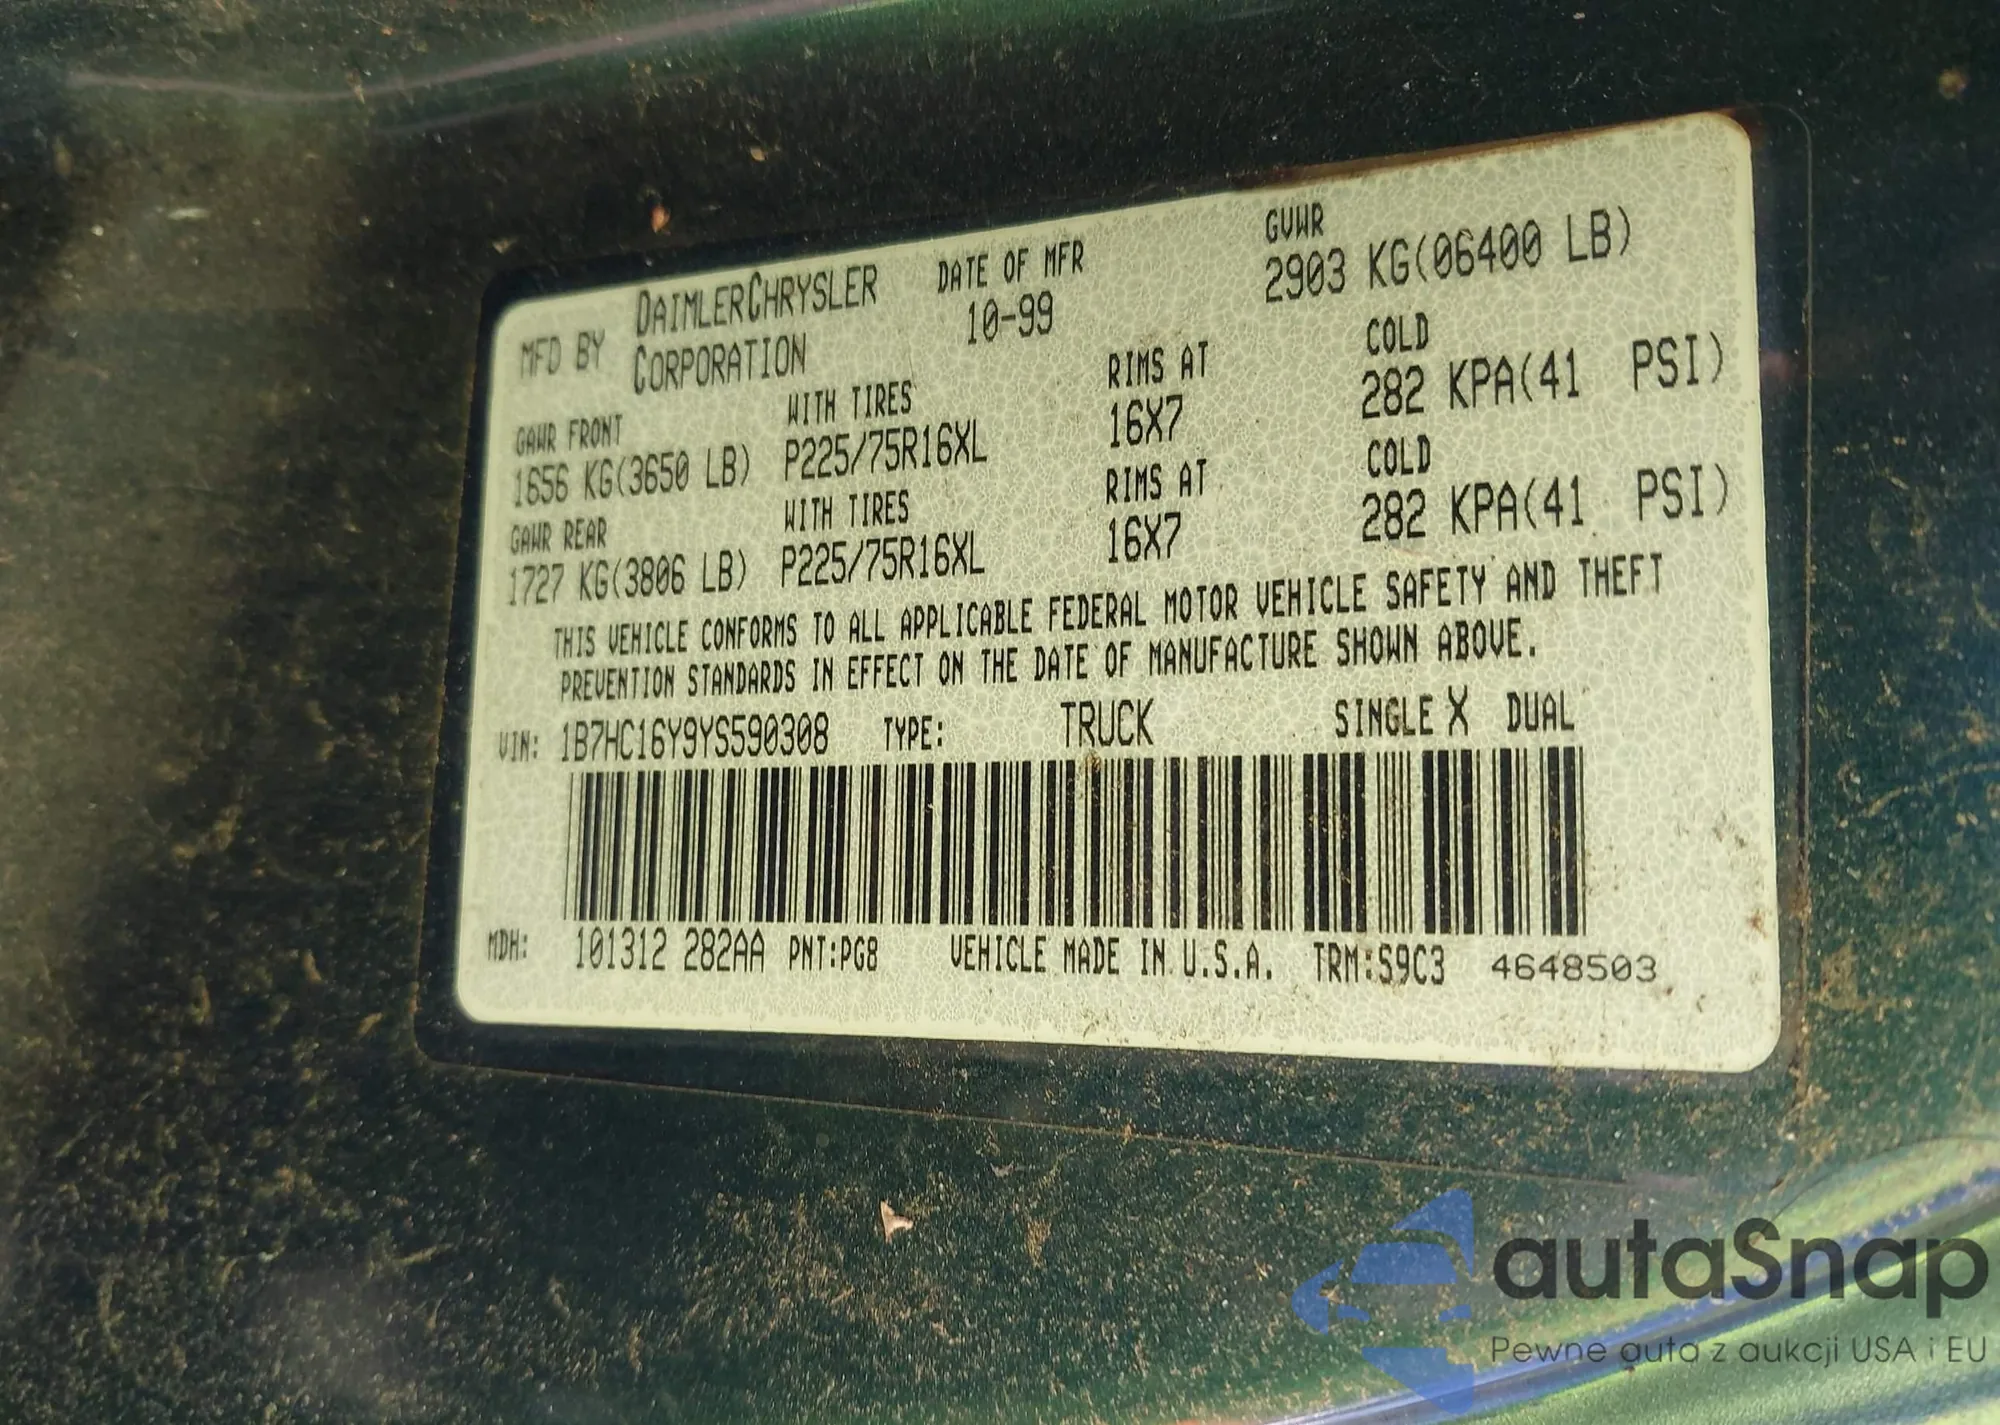 MFD BY DAIMLERCHRYSLER CORPORATION DATE OF MFR 10-99 GVWR 2903 KG(06400 LB)
GAWR FRONT WITH TIRES RIMS AT COLD
1656 KG(3650 LB) P225/75R16XL 16X7 282 KPA(41 PSI)
GAWR REAR WITH TIRES RIMS AT COLD
1727 KG(3806 LB) P225/75R16XL 16X7 282 KPA(41 PSI)
THIS VEHICLE CONFORMS TO ALL APPLICABLE FEDERAL MOTOR VEHICLE SAFETY AND THEFT
PREVENTION STANDARDS IN EFFECT ON THE DATE OF MANUFACTURE SHOWN ABOVE.
VIN: 1B7HC16Y9YS590308 TYPE: TRUCK SINGLE X DUAL
MDH: 101312 282AA PNT:PG8 VEHICLE MADE IN U.S.A. TRM:S9C3 4648503
autaSnap
Pewne auta z aukcji USA i EU